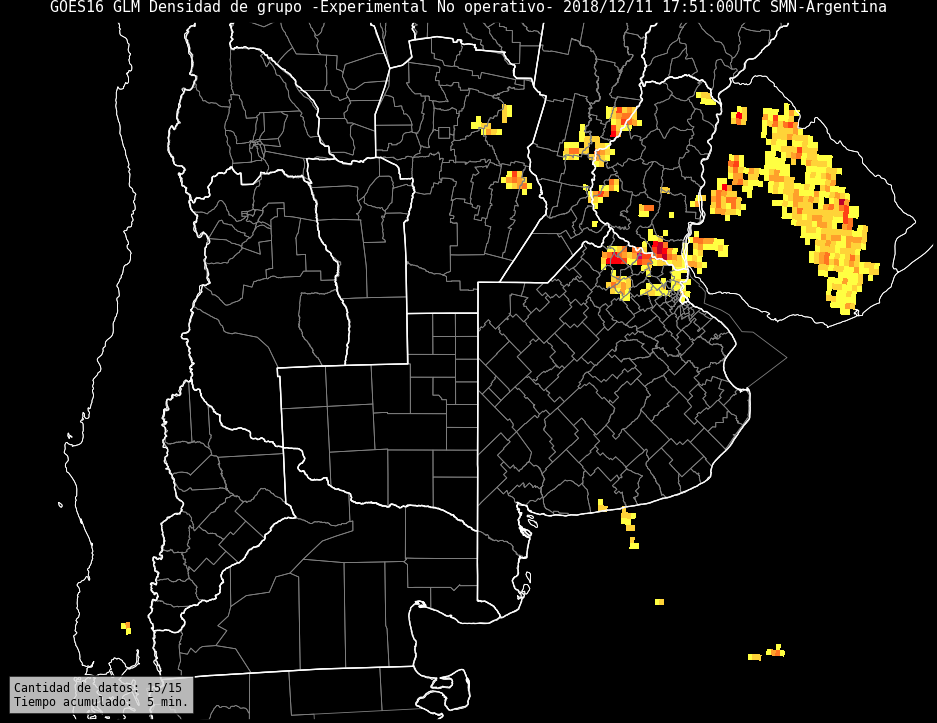 GOES16 GLM Densidad de grupo -Experimental No operativo- 2018/12/11 17:51:00UTC SMN-Argentina
Cantidad de datos: 15/15
Tiempo acumulado:  5 min.